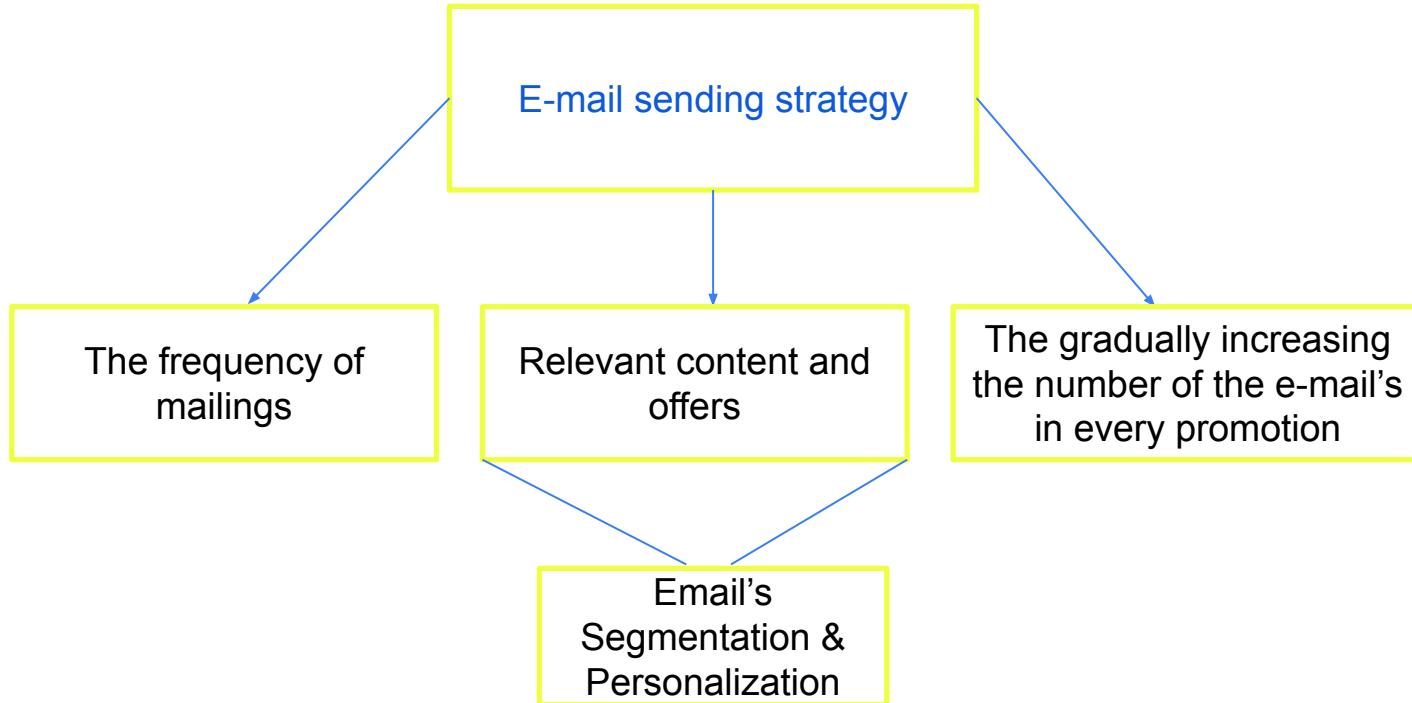 E-mail sending strategy
The frequency of
mailings
Relevant content and
offers
The gradually increasing
the number of the e-mail’s
in every promotion
Email’s
Segmentation &
Personalization